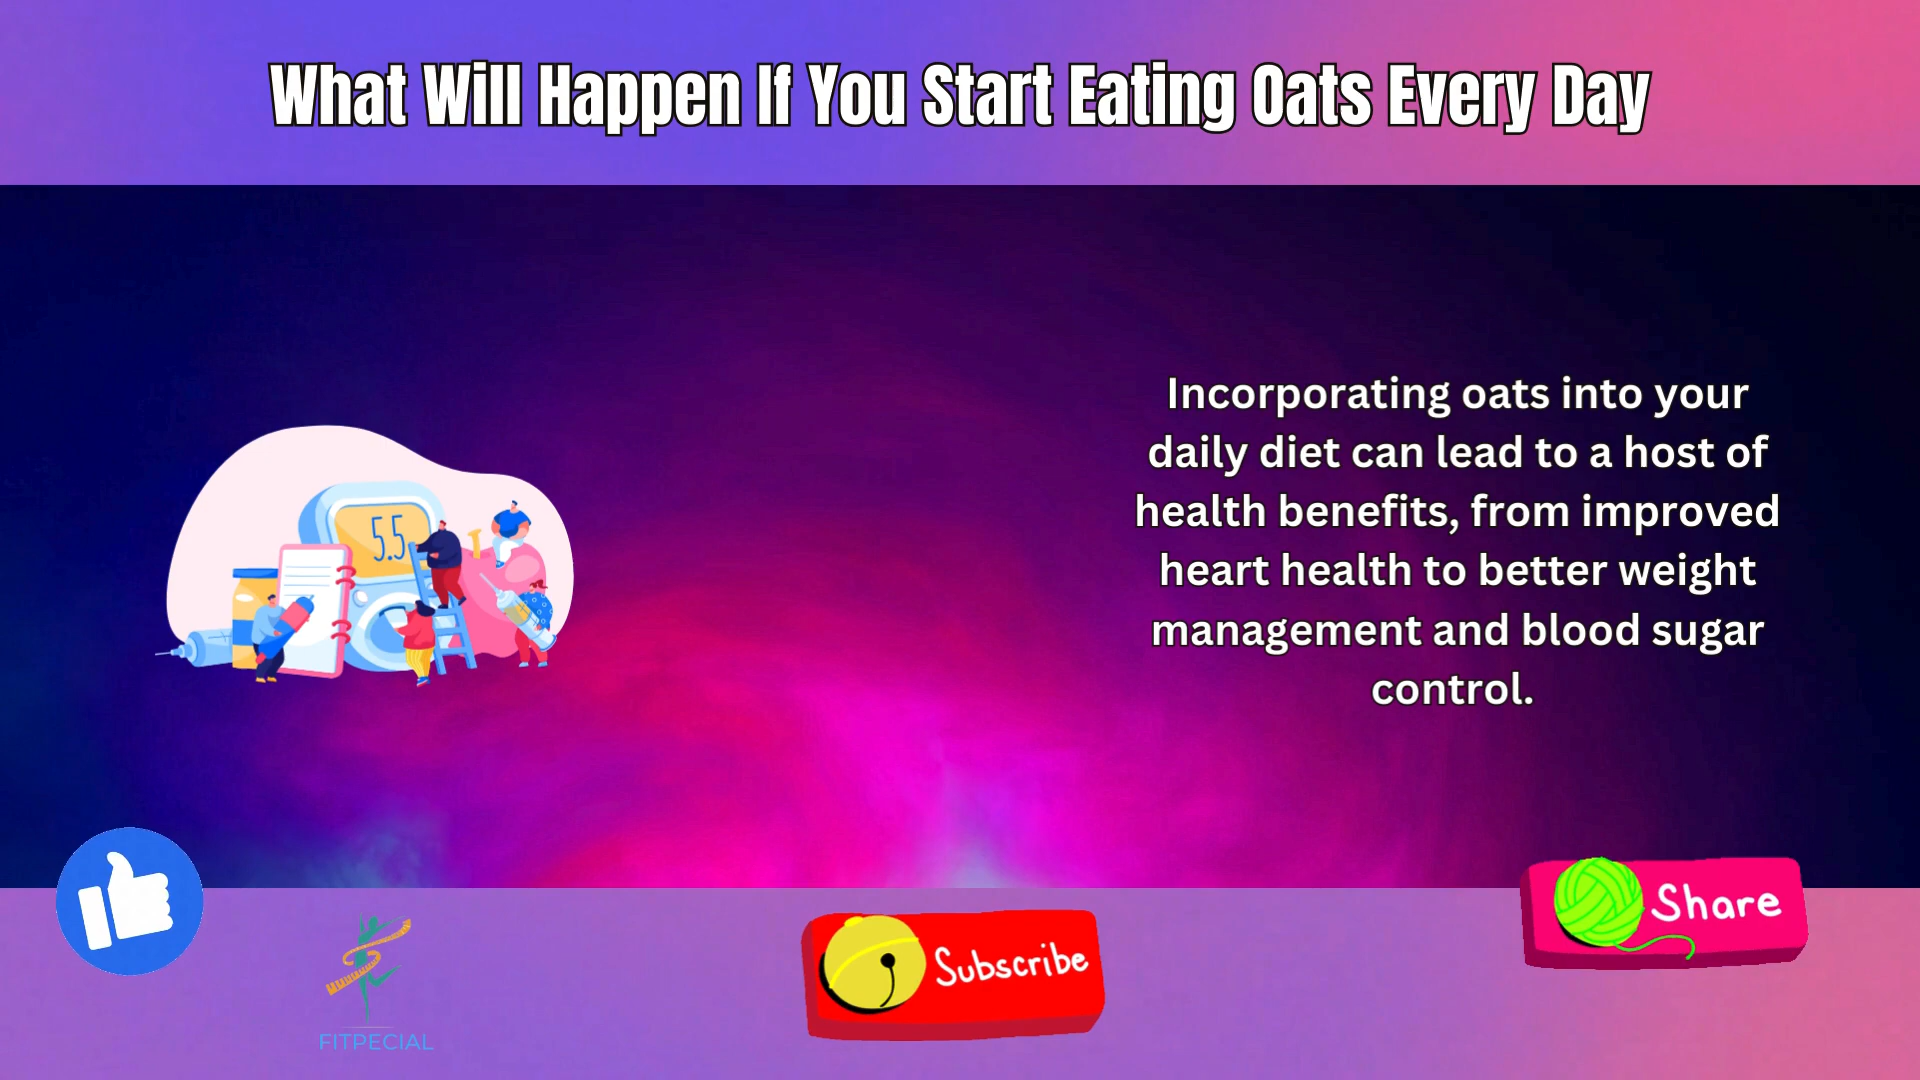 What Will Happen If You Start Eating Oats Every Day
5.5
Incorporating oats into your
daily diet can lead to a host of
health benefits, from improved
heart health to better weight
management and blood sugar
control.
Share
Subscribe
FITPECIAL